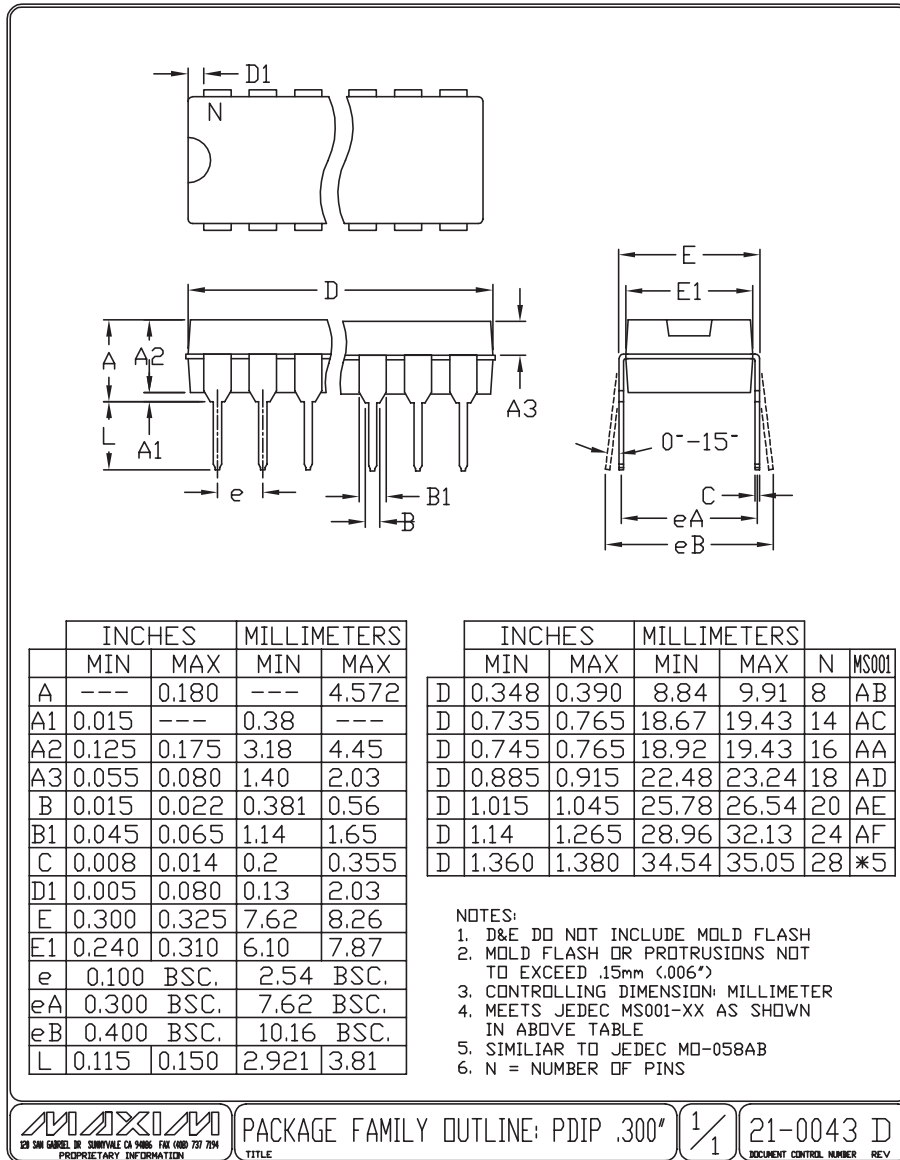 D1
N
D
E
E1
A
A2
A3
L
A1
0°-15°
e
B1
B
C
eA
eB
INCHES MILLIMETERS
MIN MAX MIN MAX
A --- 0.180 --- 4.572
A1 0.015 --- 0.38 ---
A2 0.125 0.175 3.18 4.45
A3 0.055 0.080 1.40 2.03
B 0.015 0.022 0.381 0.56
B1 0.045 0.065 1.14 1.65
C 0.008 0.014 0.2 0.355
D1 0.005 0.080 0.13 2.03
E 0.300 0.325 7.62 8.26
E1 0.240 0.310 6.10 7.87
e 0.100 BSC. 2.54 BSC.
eA 0.300 BSC. 7.62 BSC.
eB 0.400 BSC. 10.16 BSC.
L 0.115 0.150 2.921 3.81
INCHES MILLIMETERS
MIN MAX MIN MAX N MS001
D 0.348 0.390 8.84 9.91 8 AB
D 0.735 0.765 18.67 19.43 14 AC
D 0.745 0.765 18.92 19.43 16 AA
D 0.885 0.915 22.48 23.24 18 AD
D 1.015 1.045 25.78 26.54 20 AE
D 1.14 1.265 28.96 32.13 24 AF
D 1.360 1.380 34.54 35.05 28 *5
NOTES:
1. D&E DO NOT INCLUDE MOLD FLASH
2. MOLD FLASH OR PROTRUSIONS NOT
TO EXCEED .15mm (.006")
3. CONTROLLING DIMENSION: MILLIMETER
4. MEETS JEDEC MS001-XX AS SHOWN
IN ABOVE TABLE
5. SIMILIAR TO JEDEC MO-058AB
6. N = NUMBER OF PINS
MAXIM
120 SAN GABRIEL DR SUNNYVALE CA 94086 FAX (408) 737 7194
PROPRIETARY INFORMATION
PACKAGE FAMILY OUTLINE: PDIP .300"
TITLE
1/1
21-0043 D
DOCUMENT CONTROL NUMBER REV